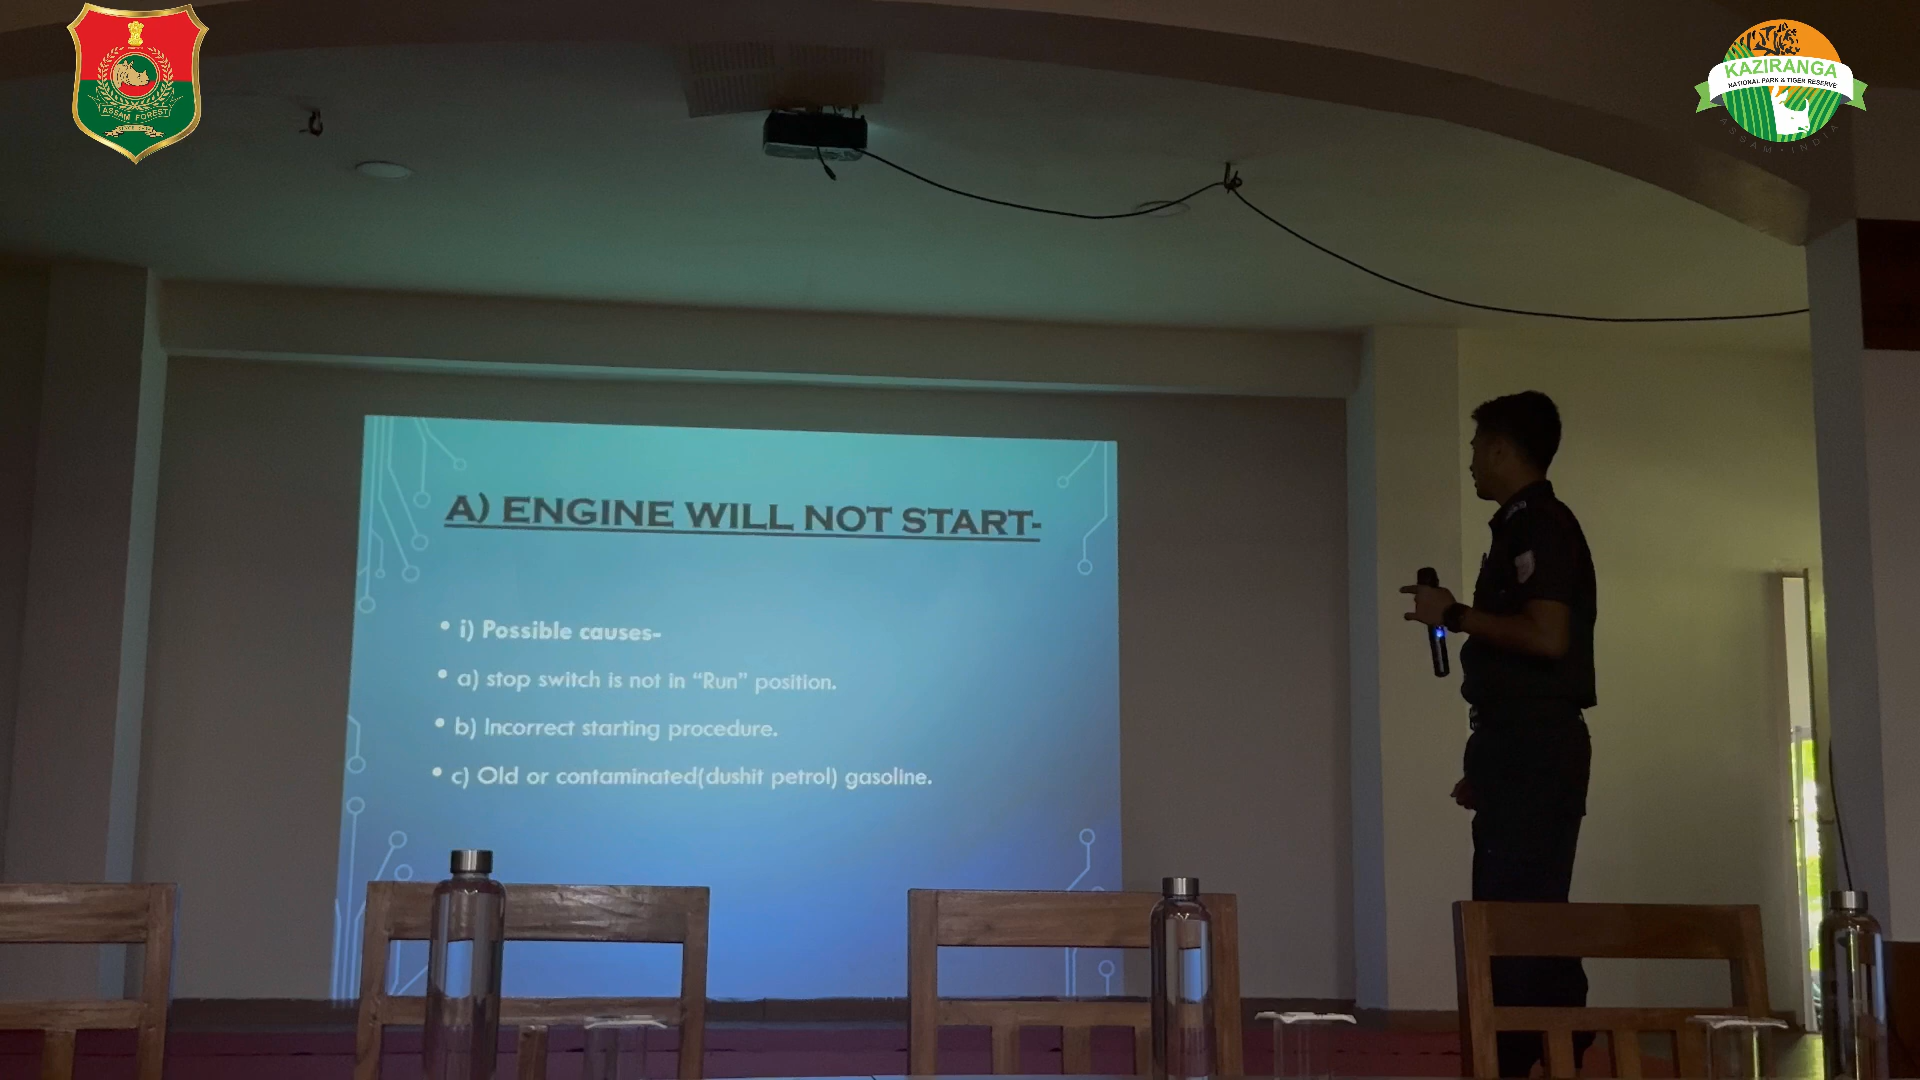 ASSAM FOREST
KAZIRANGA
NATIONAL PARK & TIGER RESERVE
ASSAM • INDIA
A) ENGINE WILL NOT START-
• i) Possible causes-
• a) stop switch is not in “Run” position.
• b) Incorrect starting procedure.
• c) Old or contaminated(dushit petrol) gasoline.